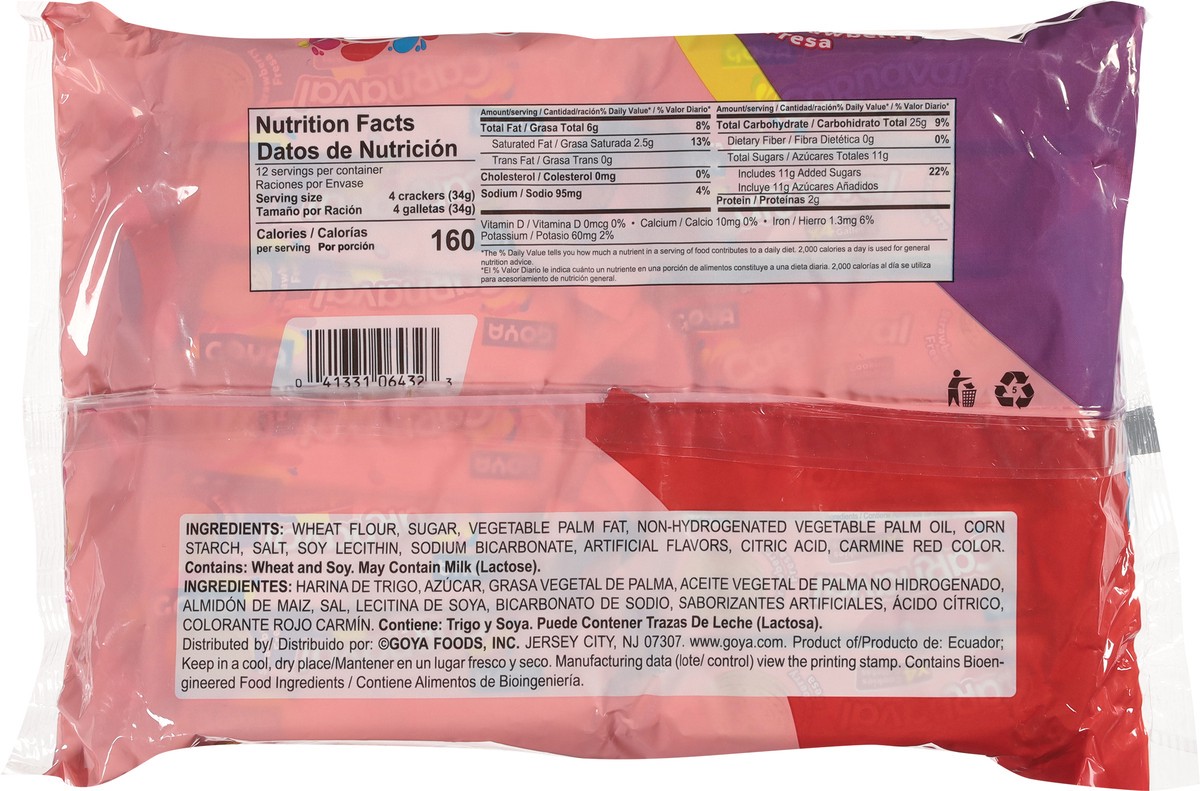 resa
Nutrition Facts
Datos de Nutrición
12 servings per container
Raciones por Envase
Serving size 4 crackers (34g)
Tamaño por Ración 4 galletas (34g)
Calories / Calorías
per serving Por porción 160
Amount/serving / Cantidad/ración% Daily Value* / % Valor Diario*
Total Fat / Grasa Total 6g 8%
Saturated Fat / Grasa Saturada 2.5g 13%
Trans Fat / Grasa Trans 0g
Cholesterol / Colesterol 0mg 0%
Sodium / Sodio 95mg 4%
Amount/serving / Cantidad/ración% Daily Value* / % Valor Diario*
Total Carbohydrate / Carbohidrato Total 25g 9%
Dietary Fiber / Fibra Dietética 0g 0%
Total Sugars / Azúcares Totales 11g
Includes 11g Added Sugars 22%
Incluye 11g Azúcares Añadidos
Protein / Proteínas 2g
Vitamin D / Vitamina D 0mcg 0% • Calcium / Calcio 10mg 0% • Iron / Hierro 1.3mg 6%
Potassium / Potasio 60mg 2%
*The % Daily Value tells you how much a nutrient in a serving of food contributes to a daily diet. 2,000 calories a day is used for general
nutrition advice.
*El % Valor Diario le indica cuánto un nutriente en una porción de alimentos constituye a una dieta diaria. 2,000 calorías al día se utiliza
para acesoriamiento de nutrición general.
0 41331 06432 3
5
INGREDIENTS: WHEAT FLOUR, SUGAR, VEGETABLE PALM FAT, NON-HYDROGENATED VEGETABLE PALM OIL, CORN
STARCH, SALT, SOY LECITHIN, SODIUM BICARBONATE, ARTIFICIAL FLAVORS, CITRIC ACID, CARMINE RED COLOR.
Contains: Wheat and Soy. May Contain Milk (Lactose).
INGREDIENTES: HARINA DE TRIGO, AZÚCAR, GRASA VEGETAL DE PALMA, ACEITE VEGETAL DE PALMA NO HIDROGENADO,
ALMIDÓN DE MAIZ, SAL, LECITINA DE SOYA, BICARBONATO DE SODIO, SABORIZANTES ARTIFICIALES, ÁCIDO CÍTRICO,
COLORANTE ROJO CARMÍN. Contiene: Trigo y Soya. Puede Contener Trazas De Leche (Lactosa).
Distributed by/ Distribuido por: ©GOYA FOODS, INC. JERSEY CITY, NJ 07307. www.goya.com. Product of/Producto de: Ecuador;
Keep in a cool, dry place/Mantener en un lugar fresco y seco. Manufacturing data (lote/ control) view the printing stamp. Contains Bioen-
gineered Food Ingredients / Contiene Alimentos de Bioingeniería.